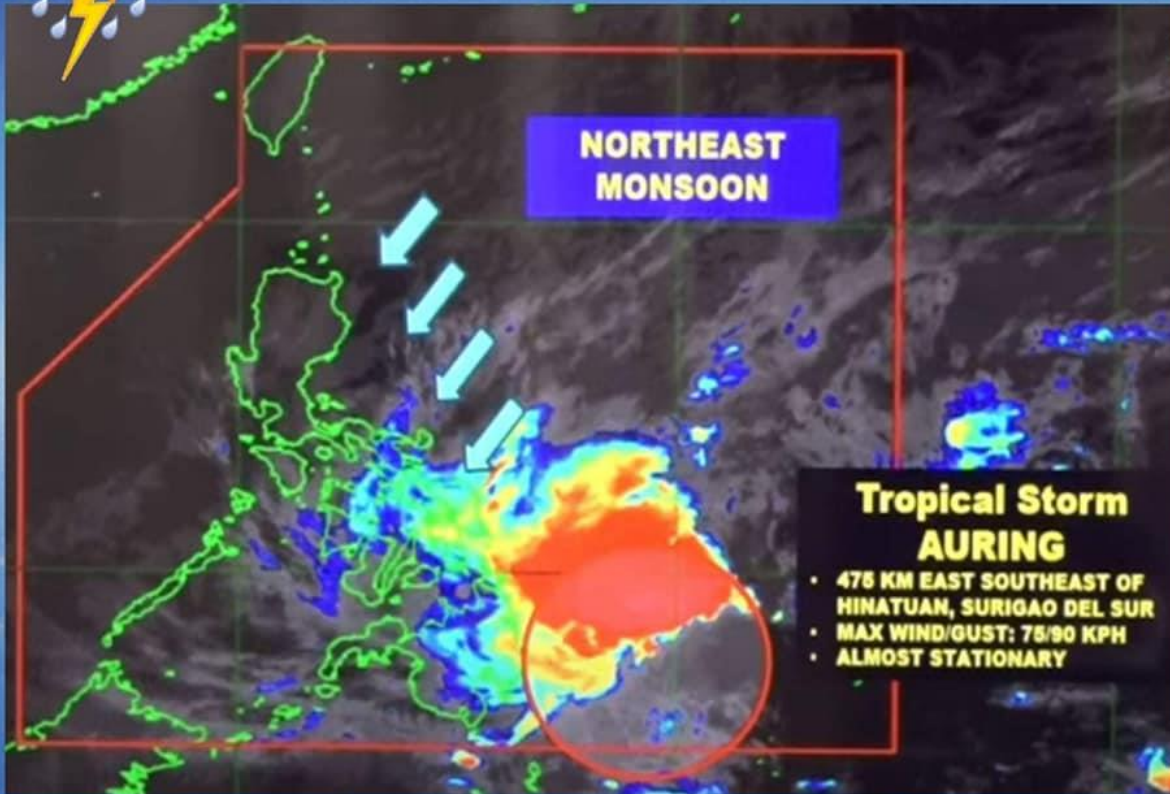 NORTHEAST
MONSOON
Tropical Storm
AURING
• 475 KM EAST SOUTHEAST OF
HINATUAN, SURIGAO DEL SUR
• MAX WIND/GUST: 75/90 KPH
• ALMOST STATIONARY